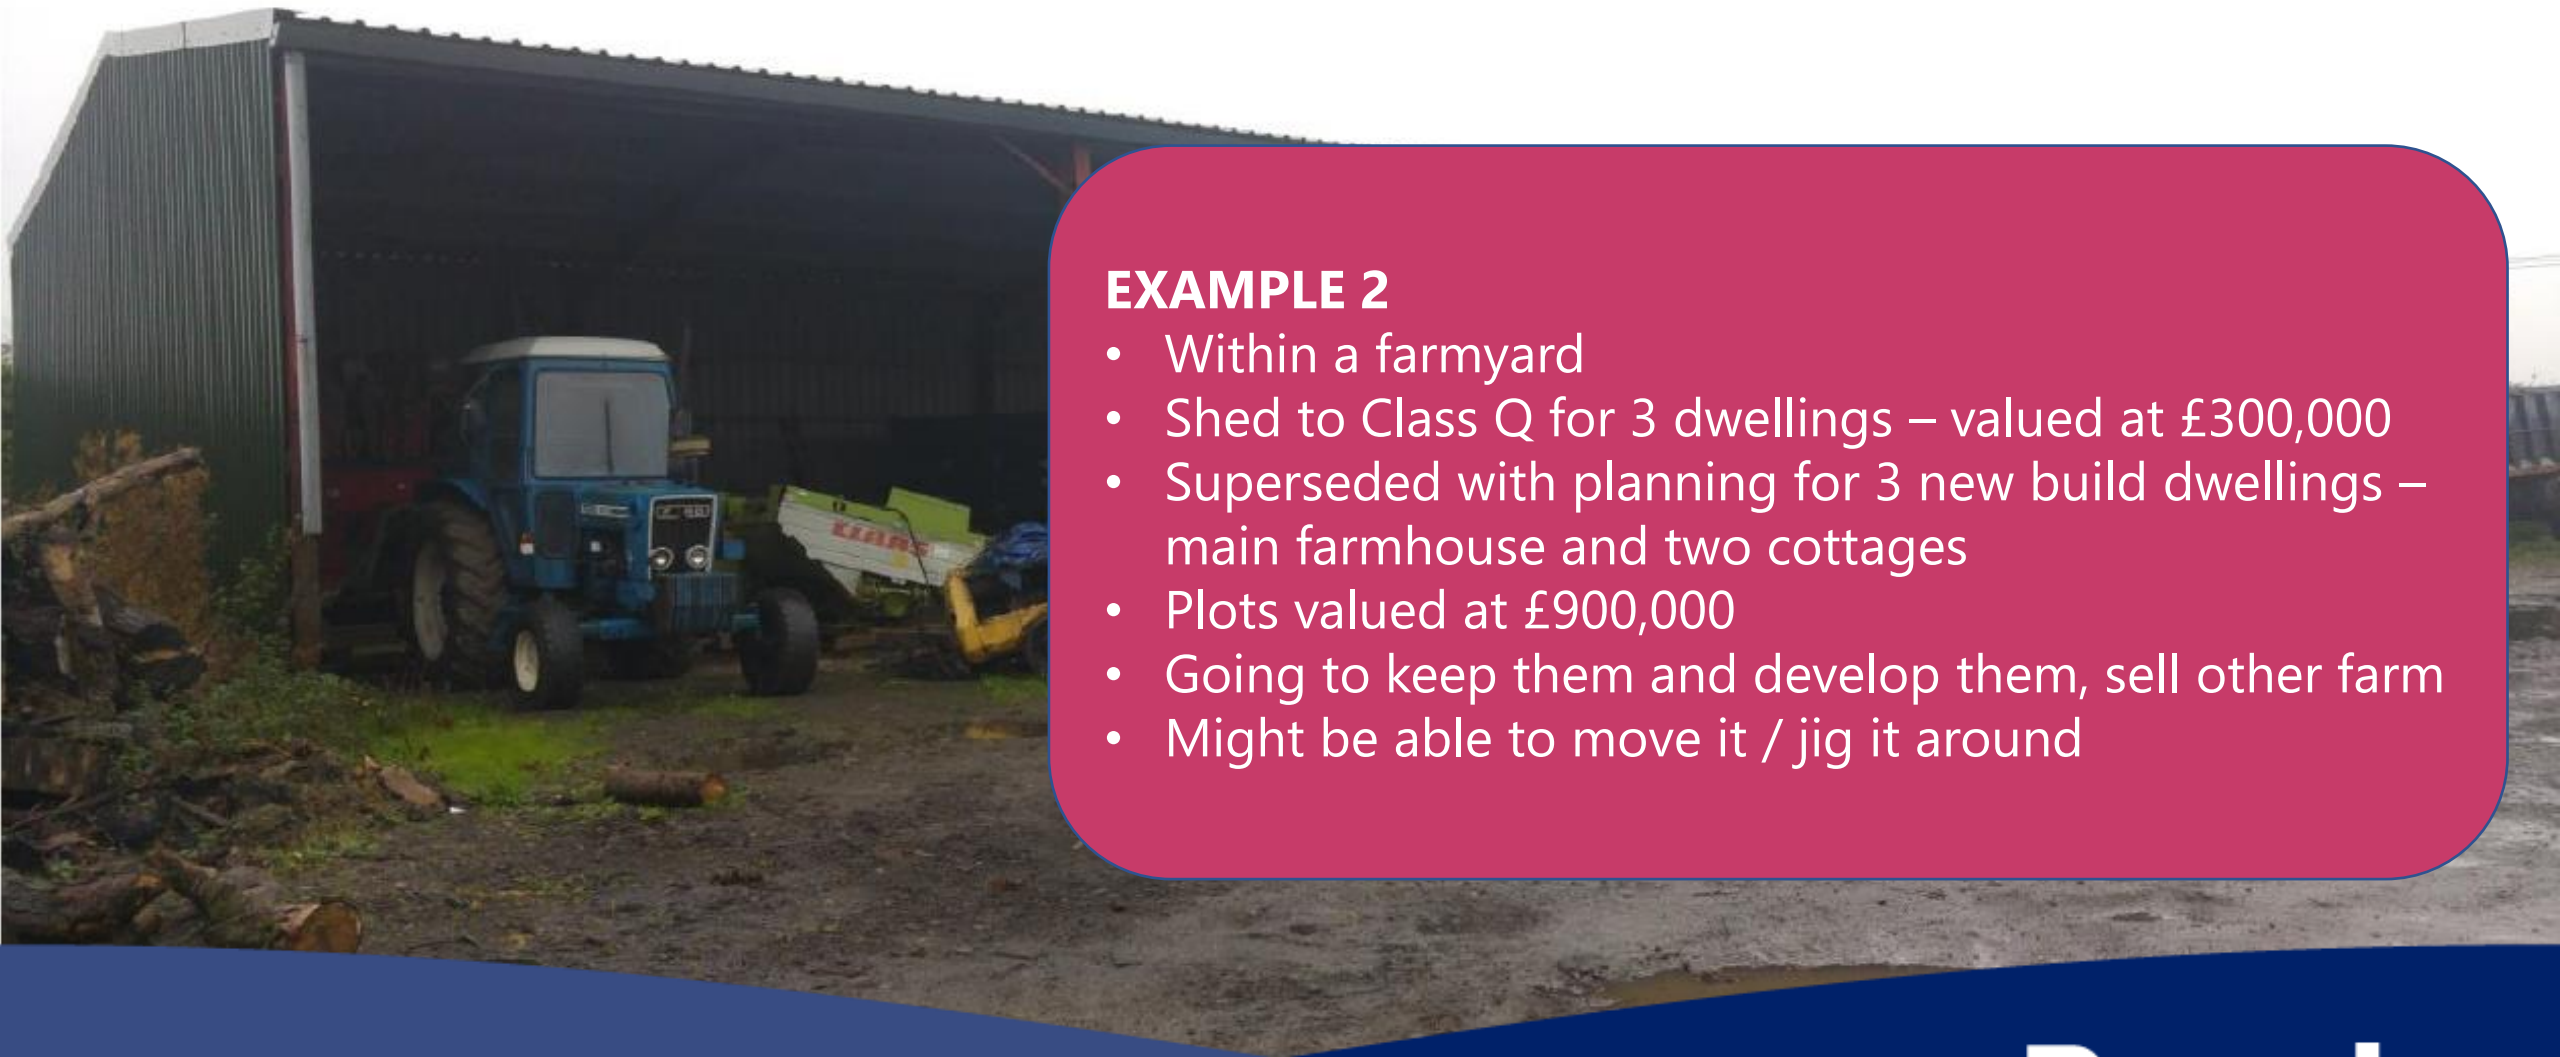 EXAMPLE 2
• Within a farmyard
• Shed to Class Q for 3 dwellings – valued at £300,000
• Superseded with planning for 3 new build dwellings –
main farmhouse and two cottages
• Plots valued at £900,000
• Going to keep them and develop them, sell other farm
• Might be able to move it / jig it around
CLAAS